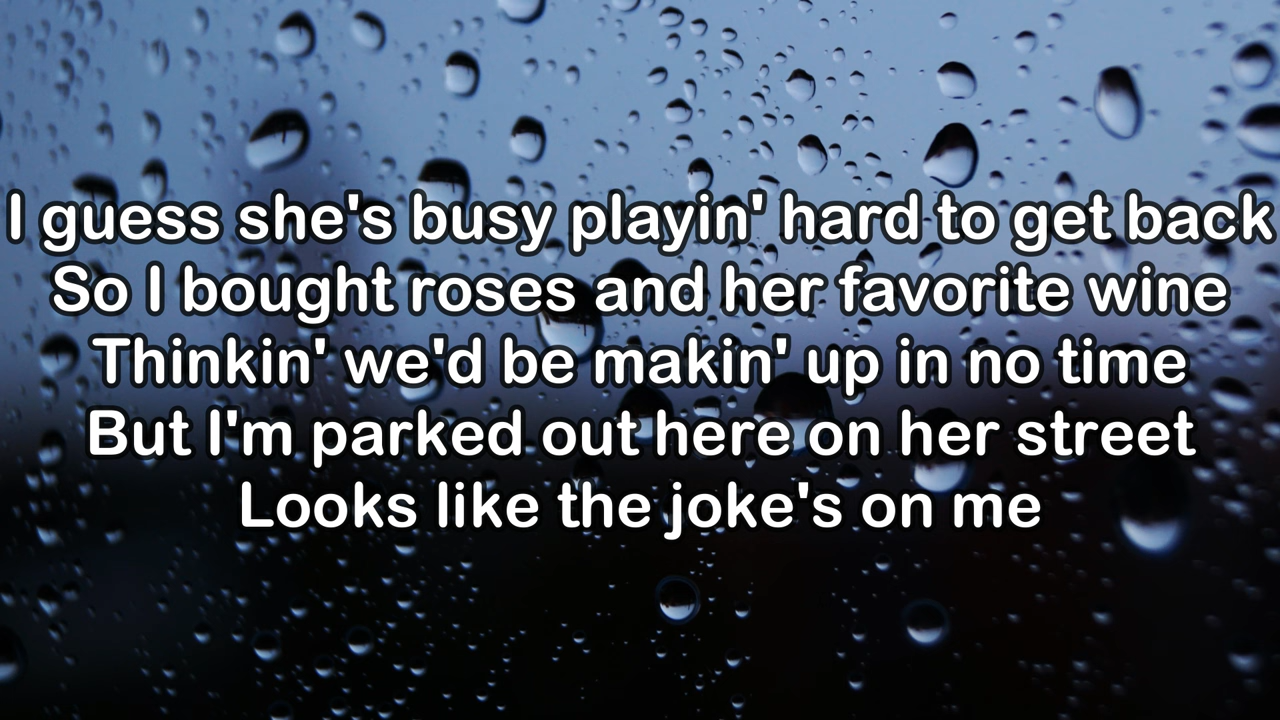 I guess she's busy playin' hard to get back
So I bought roses and her favorite wine
Thinkin' we'd be makin' up in no time
But I'm parked out here on her street
Looks like the joke's on me